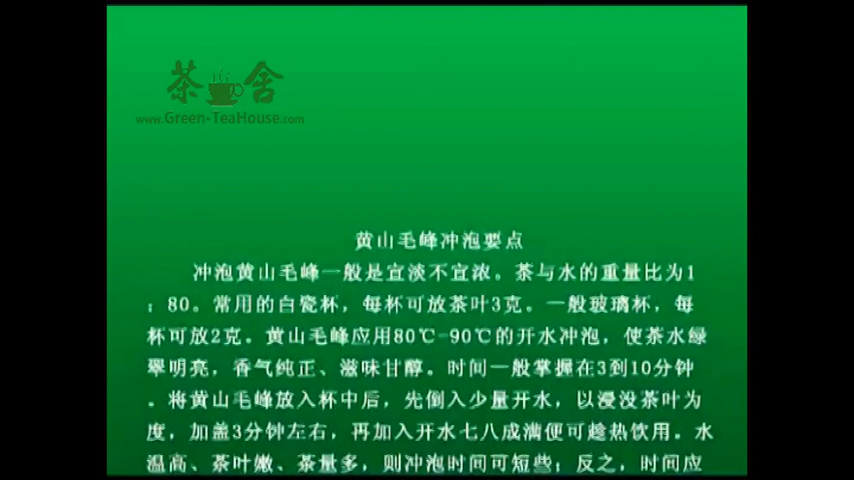 茶舍
www.Green-TeaHouse.com
黄山毛峰冲泡要点
冲泡黄山毛峰一般是宣淡不宣浓。茶与水的重量比为1
：80。常用的白瓷杯，每杯可放茶叶3克。一般玻璃杯，每
杯可放2克。黄山毛峰应用80℃-90℃的开水冲泡，使茶水绿
翠明亮，香气纯正、滋味甘醇。时间一般掌握在3到10分钟
。将黄山毛峰放入杯中后，先倒入少量开水，以浸没茶叶为
度，加盖3分钟左右，再加入开水七八成满便可趁热饮用。水
温高、茶叶嫩、茶量多，则冲泡时间可短些；反之，时间应